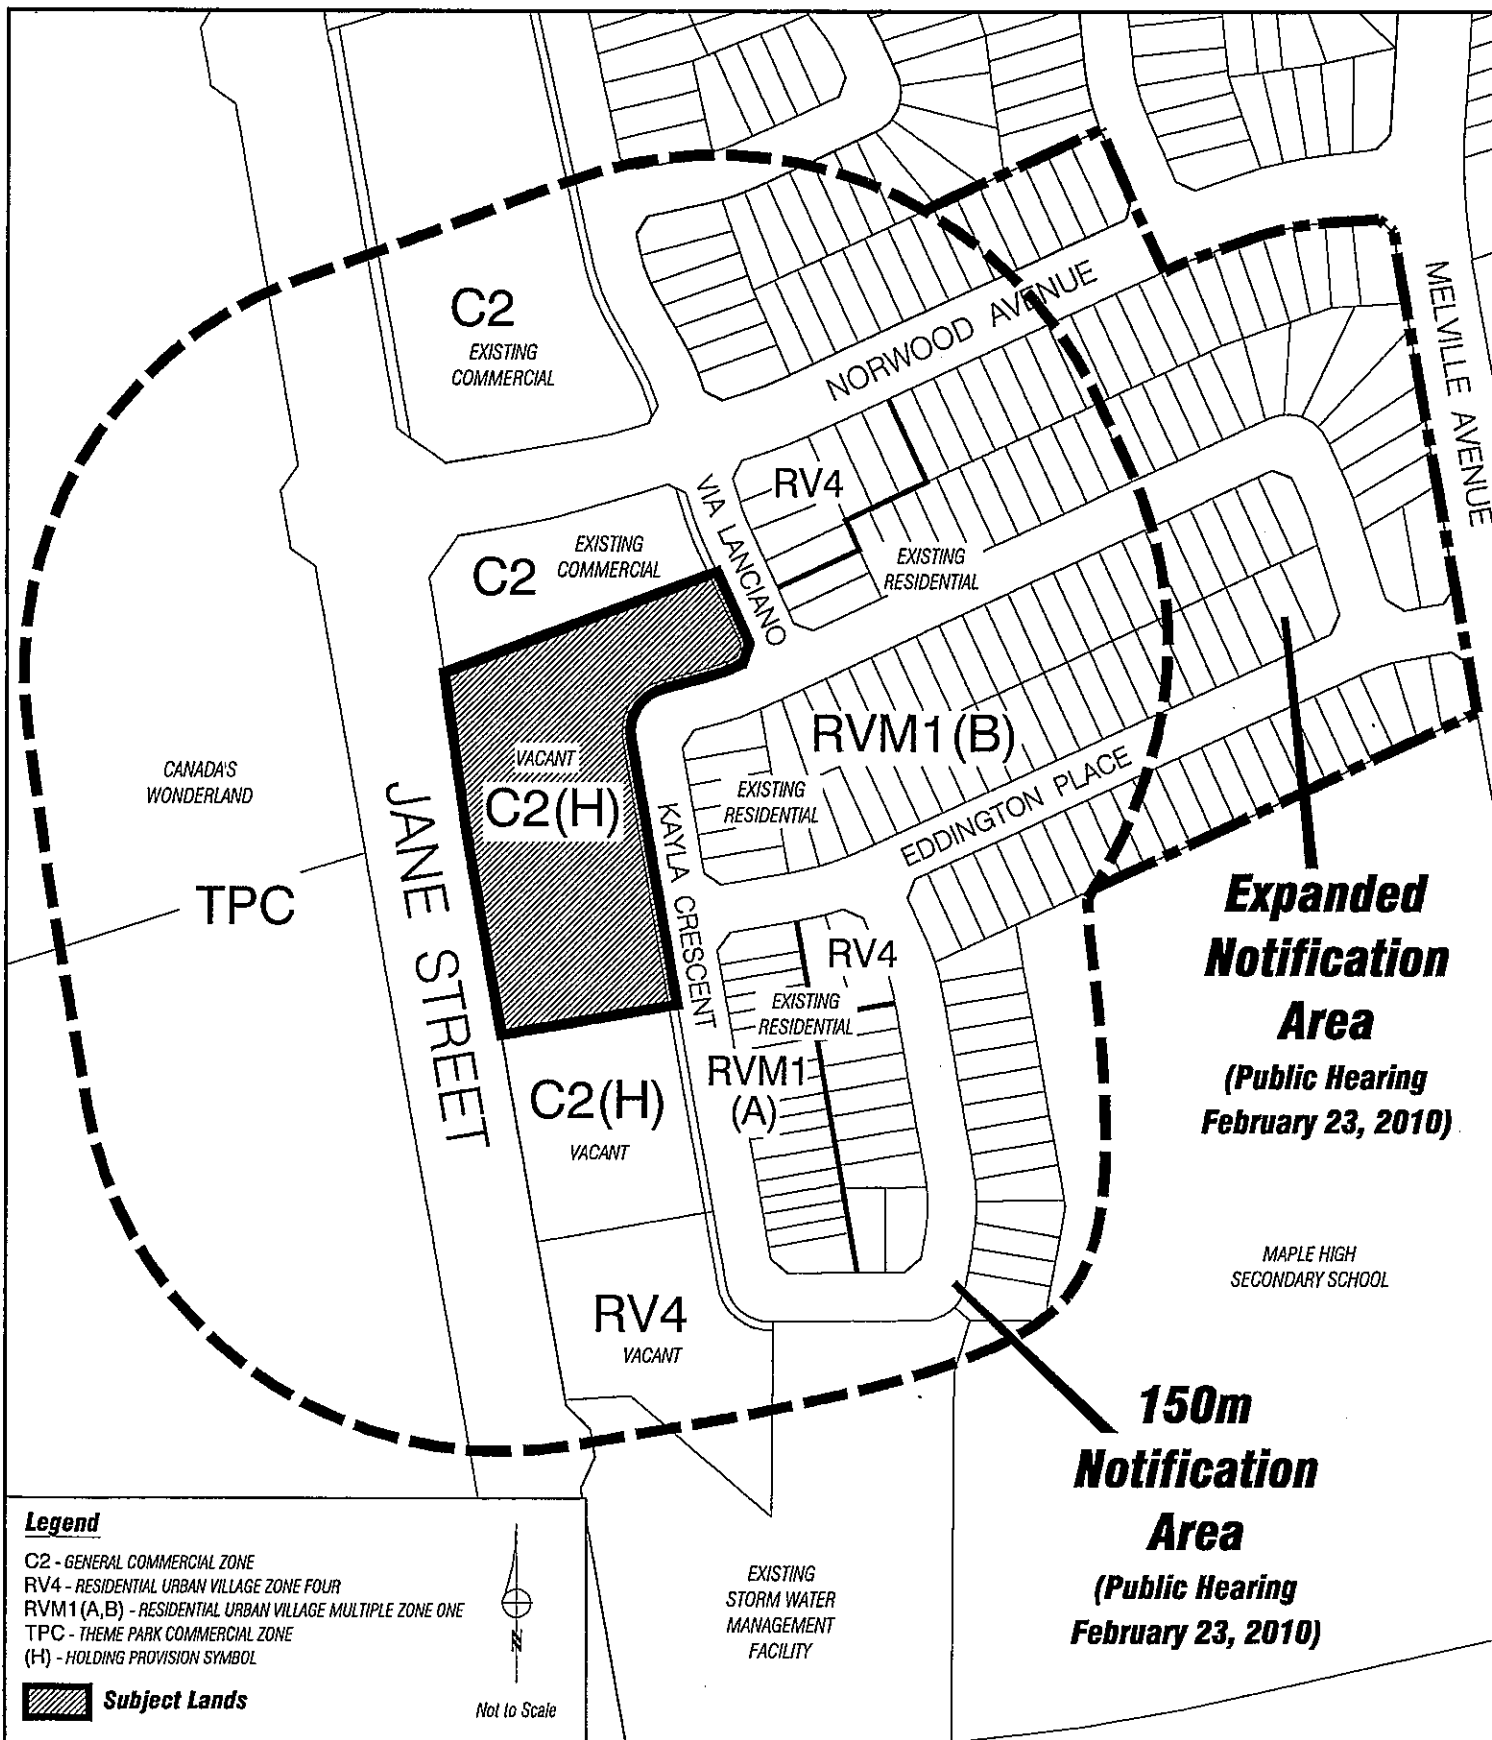 C2
EXISTING
COMMERCIAL
NORWOOD AVENUE
MELVILLE AVENUE
VIA LANCIANO
RV4
EXISTING
COMMERCIAL
C2
EXISTING
RESIDENTIAL
CANADA'S
WONDERLAND
VACANT
C2(H)
RVM1(B)
EXISTING
RESIDENTIAL
EDDINGTON PLACE
JANE STREET
KAYLA CRESCENT
TPC
Expanded
Notification
Area
(Public Hearing
February 23, 2010)
RV4
EXISTING
RESIDENTIAL
RVM1
(A)
C2(H)
VACANT
MAPLE HIGH
SECONDARY SCHOOL
RV4
VACANT
150m
Notification
Area
(Public Hearing
February 23, 2010)
EXISTING
STORM WATER
MANAGEMENT
FACILITY
Legend
C2 - GENERAL COMMERCIAL ZONE
RV4 - RESIDENTIAL URBAN VILLAGE ZONE FOUR
RVM1(A,B) - RESIDENTIAL URBAN VILLAGE MULTIPLE ZONE ONE
TPC - THEME PARK COMMERCIAL ZONE
(H) - HOLDING PROVISION SYMBOL
Subject Lands
N
Not to Scale